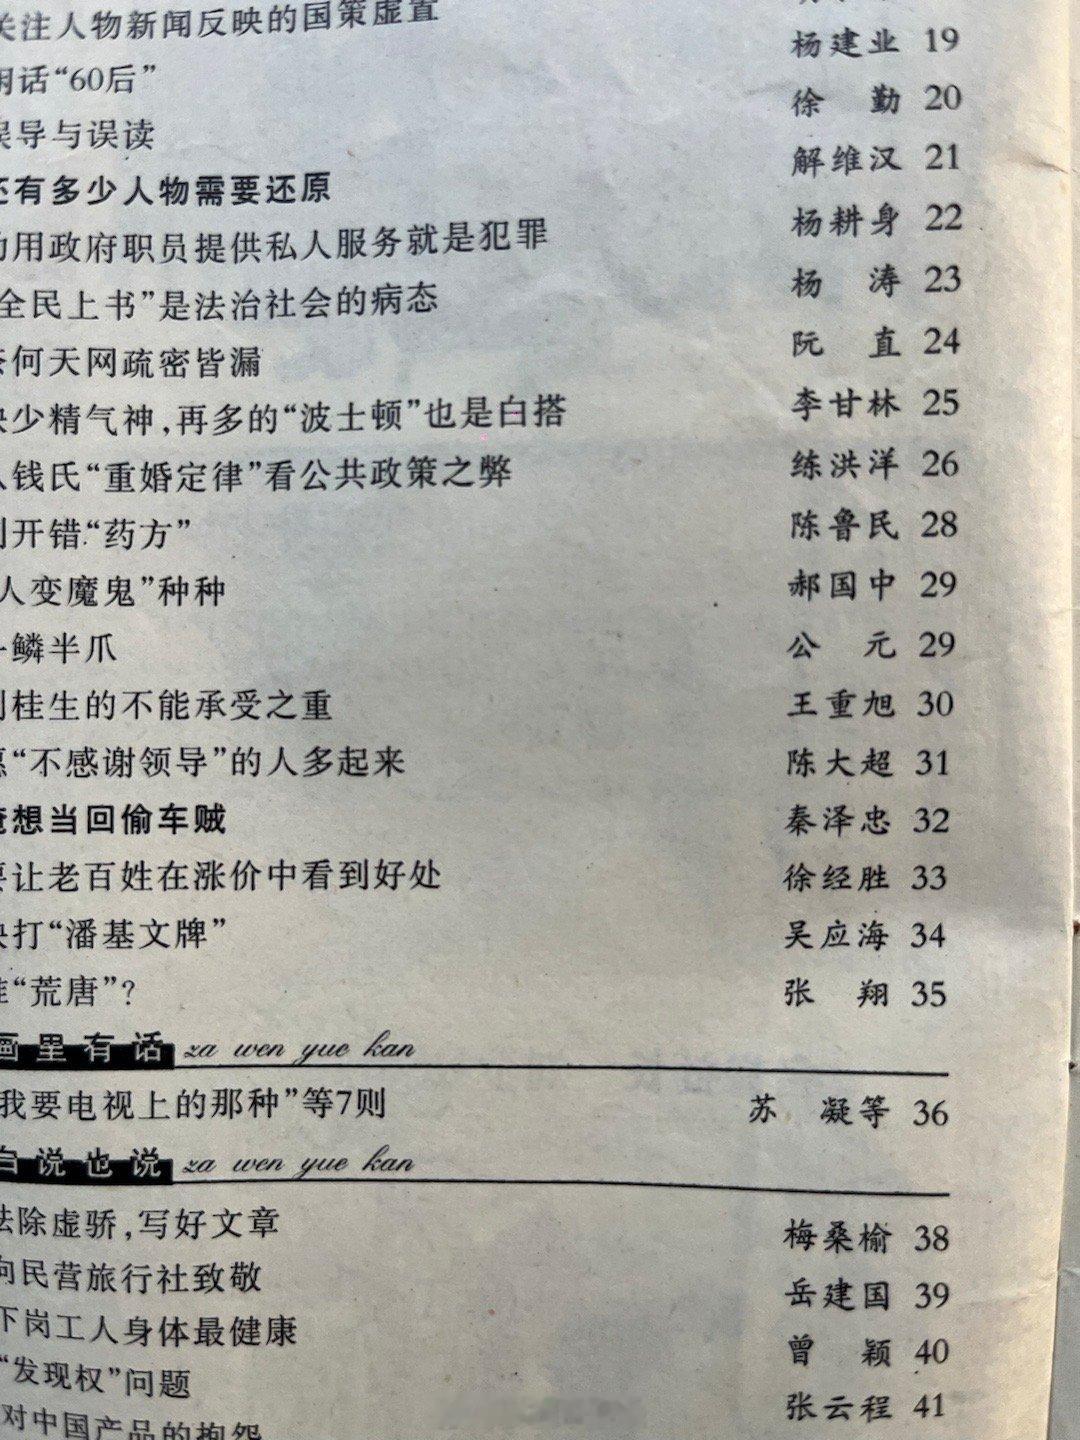 关注人物新闻反映的国策虚置
闲话“60后” 杨建业 19
误导与误读 徐勤 20
还有多少人物需要还原 解维汉 21
动用政府职员提供私人服务就是犯罪 杨耕身 22
全民上书”是法治社会的病态 杨涛 23
奈何天网疏密皆漏 阮直 24
缺少精气神,再多的“波士顿”也是白搭 李甘林 25
从钱氏“重婚定律”看公共政策之弊 练洪洋 26
别开错“药方” 陈鲁民 28
人变魔鬼”种种 郝国中 29
一鳞半爪 公元 29
桂生的不能承受之重 王重旭 30
愿“不感谢领导”的人多起来 陈大超 31
俺想当回偷车贼 秦泽忠 32
要让老百姓在涨价中看到好处 徐经胜 33
快打“潘基文牌” 吴应海 34
谁“荒唐”? 张翔 35
画里有话 za wen yue kan
我要电视上的那种”等7则 苏凝等 36
自说也说 za wen yue kan
祛除虚骄,写好文章 梅桑榆 38
向民营旅行社致敬 岳建国 39
下岗工人身体最健康 曾颖 40
“发现权”问题 张云程 41
对中国产品的抱怨